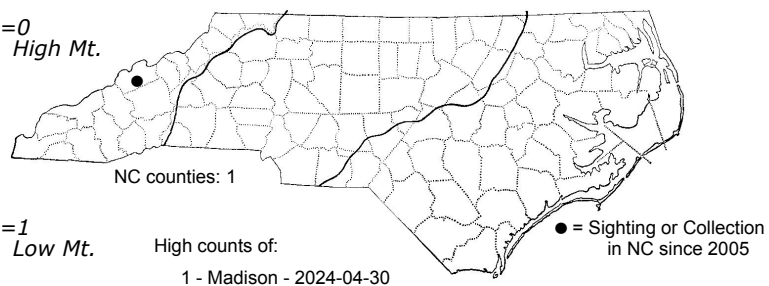 =0
High Mt.
NC counties: 1
=1
Low Mt.
High counts of:
1 - Madison - 2024-04-30
● = Sighting or Collection
in NC since 2005